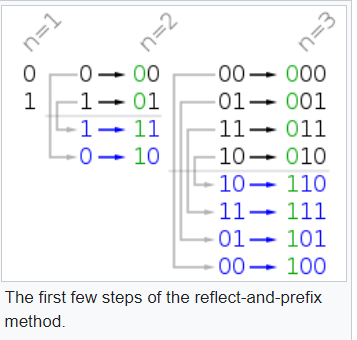 n=1 n=2 n=3
0 0 00 00 000
1 1 01 01 001
1 11 11 011
0 10 10 010
10 110
11 111
01 101
00 100
The first few steps of the reflect-and-prefix
method.